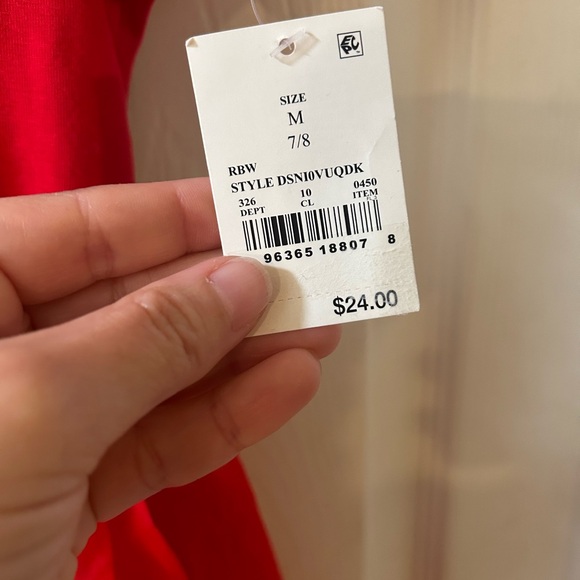 SIZE
M
7/8
RBW
STYLE DSNI0VUQDK
326 10 0450
DEPT CL ITEM
96365 18807 8
$24.00